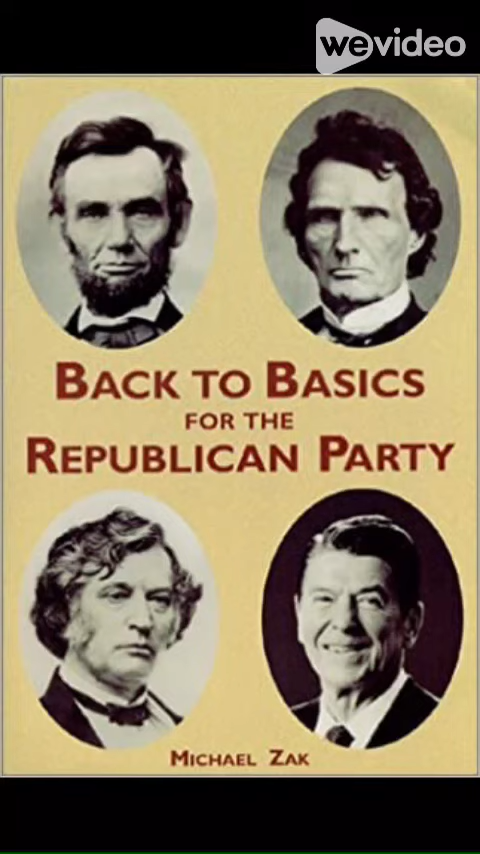 wevideo
BACK TO BASICS
FOR THE
REPUBLICAN PARTY
MICHAEL ZAK